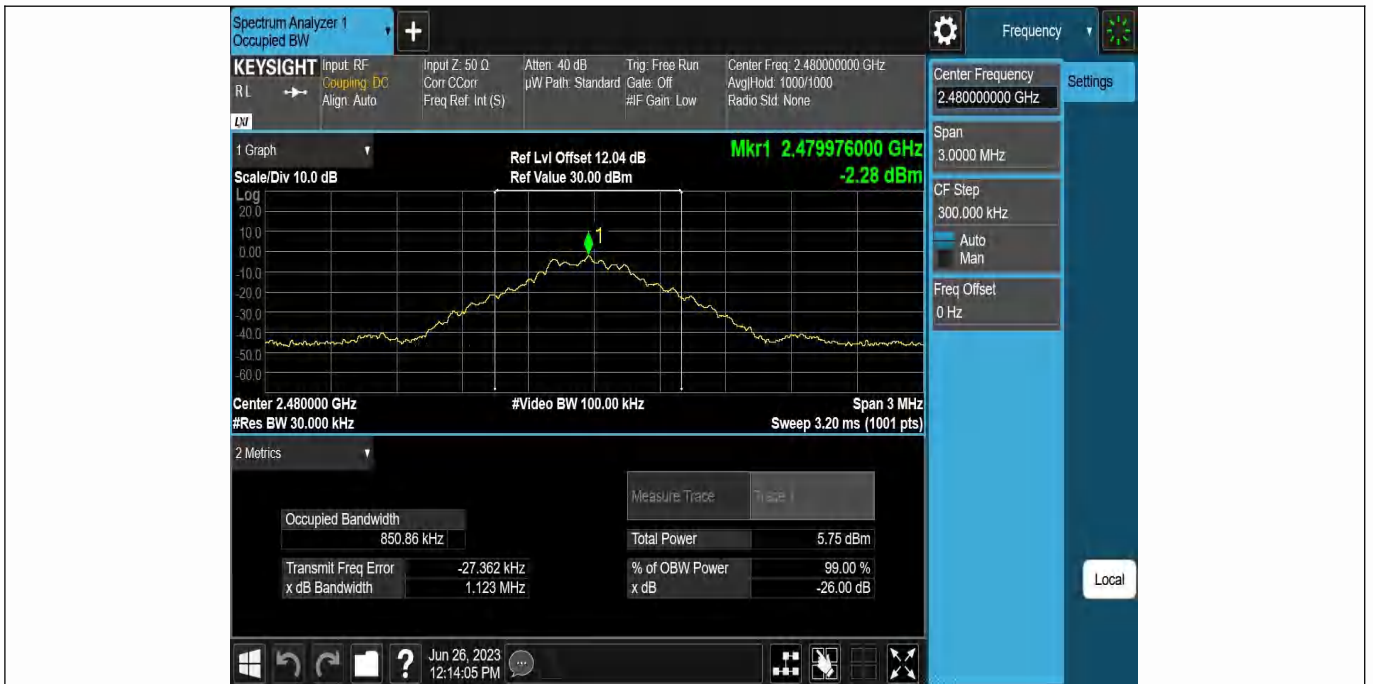 Spectrum Analyzer 1
Occupied BW
Frequency
KEYSIGHT
R L
LXI
Input: RF
Coupling: DC
Align: Auto
Input Z: 50 Ω
Corr CCorr
Freq Ref: Int (S)
Atten: 40 dB
µW Path: Standard
Trig: Free Run
Gate: Off
#IF Gain: Low
Center Freq: 2.480000000 GHz
Avg|Hold: 1000/1000
Radio Std: None
Center Frequency
2.480000000 GHz
Settings
Span
3.0000 MHz
CF Step
300.000 kHz
Auto
Man
Freq Offset
0 Hz
1 Graph
Scale/Div 10.0 dB
Ref Lvl Offset 12.04 dB
Ref Value 30.00 dBm
Mkr1 2.479976000 GHz
-2.28 dBm
Log
20.0
10.0
0.00
-10.0
-20.0
-30.0
-40.0
-50.0
-60.0
1
Center 2.480000 GHz
#Video BW 100.00 kHz
Span 3 MHz
#Res BW 30.000 kHz
Sweep 3.20 ms (1001 pts)
2 Metrics
Measure Trace
Trace 1
Occupied Bandwidth
850.86 kHz
Total Power
5.75 dBm
Transmit Freq Error
-27.362 kHz
% of OBW Power
99.00 %
x dB Bandwidth
1.123 MHz
x dB
-26.00 dB
Local
?
Jun 26, 2023
12:14:05 PM